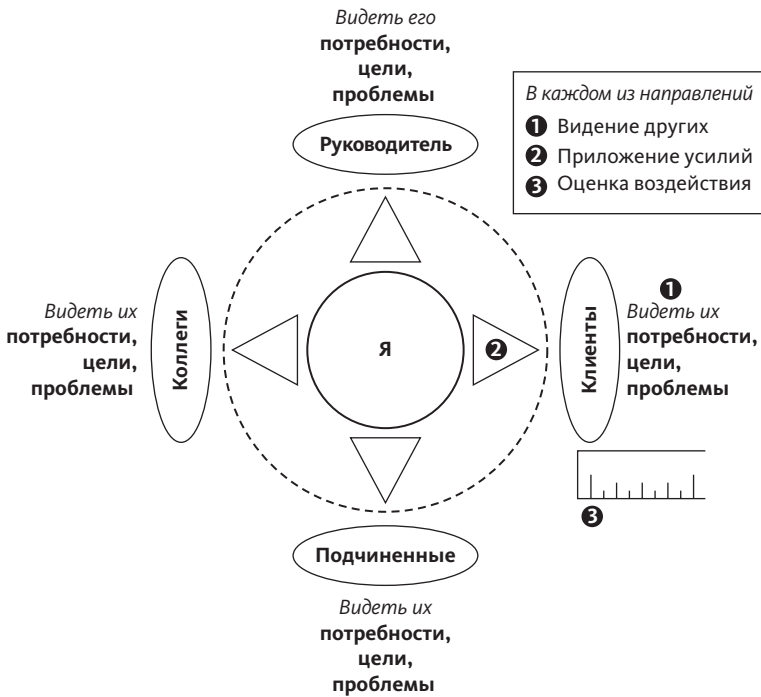 Видеть его
потребности,
цели,
проблемы
В каждом из направлений
❶ Видение других
❷ Приложение усилий
❸ Оценка воздействия
Руководитель
Видеть их
потребности,
цели,
проблемы
Коллеги
Я
❷
Клиенты
❶
Видеть их
потребности,
цели,
проблемы
❸
Подчиненные
Видеть их
потребности,
цели,
проблемы